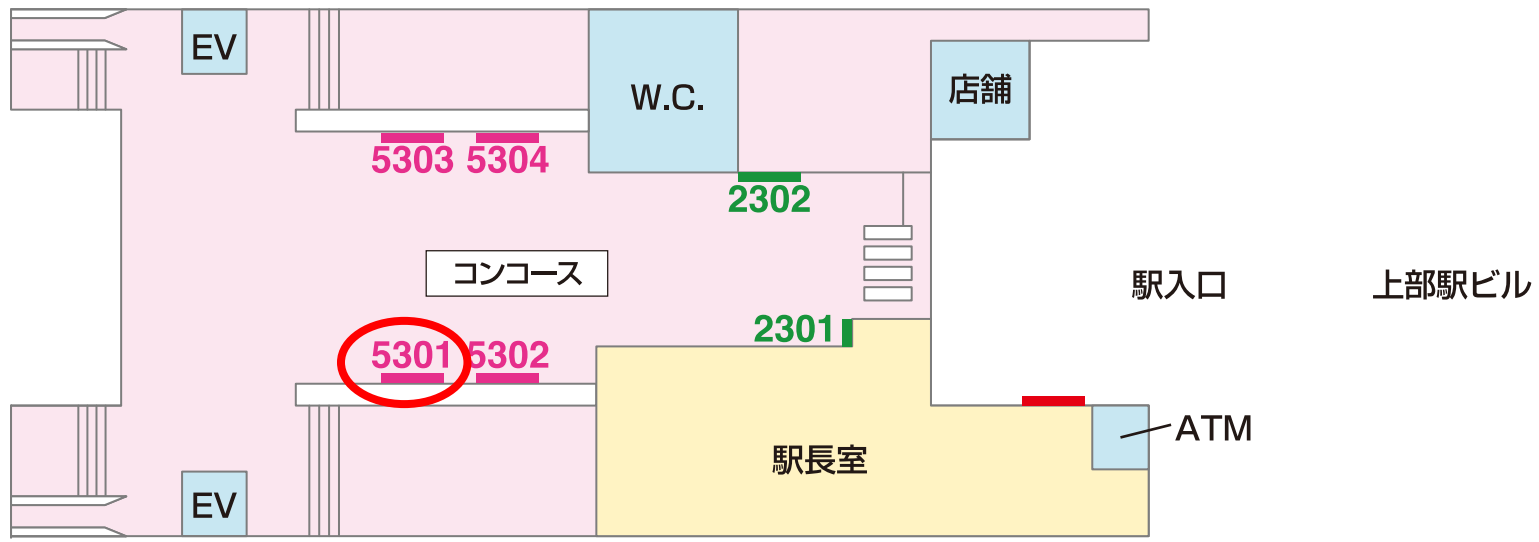 EV
W.C.
店舗
5303 5304
2302
コンコース
駅入口
上部駅ビル
2301
5301 5302
ATM
駅長室
EV